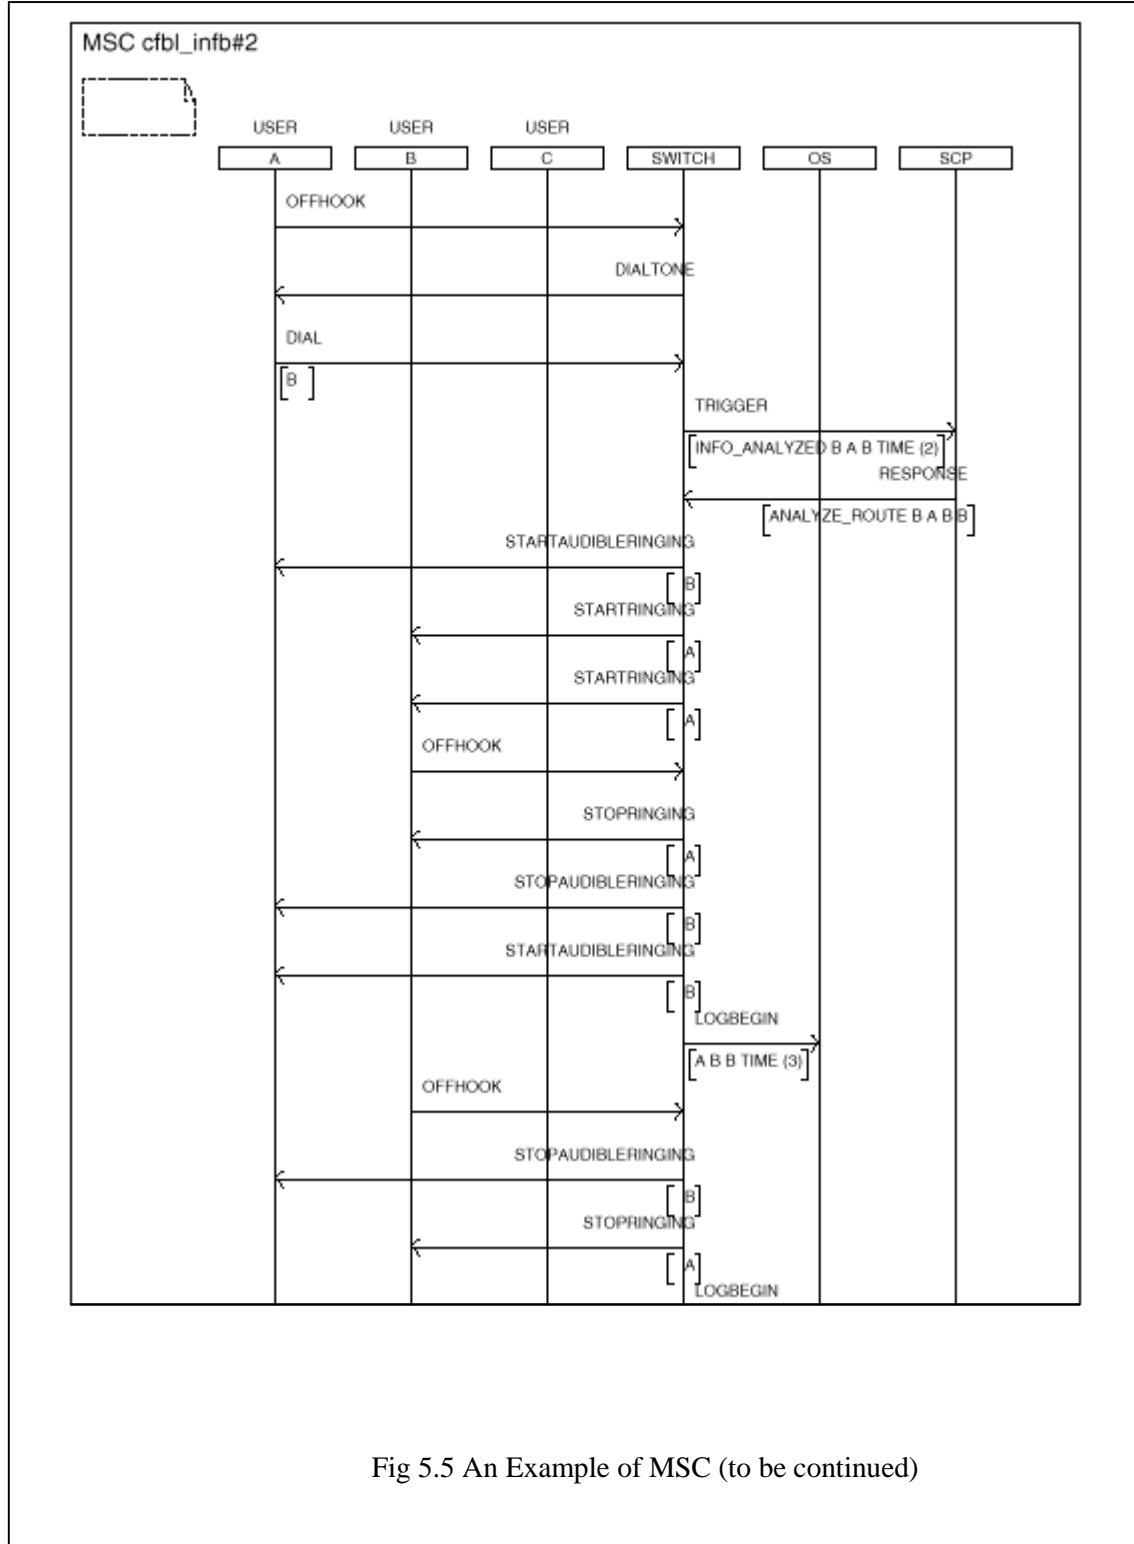 MSC cfbl_infb#2
USER USER USER
A B C SWITCH OS SCP
OFFHOOK
DIALTONE
DIAL
[B ]
TRIGGER
[INFO_ANALYZED B A B TIME (2)]
RESPONSE
[ANALYZE_ROUTE B A B B]
STARTAUDIBLERINGING
[ B]
STARTRINGING
[ A]
STARTRINGING
[ A]
OFFHOOK
STOPRINGING
[ A]
STOPAUDIBLERINGING
[ B]
STARTAUDIBLERINGING
[ B]
LOGBEGIN
[A B B TIME (3)]
OFFHOOK
STOPAUDIBLERINGING
[ B]
STOPRINGING
[ A]
LOGBEGIN
Fig 5.5 An Example of MSC (to be continued)